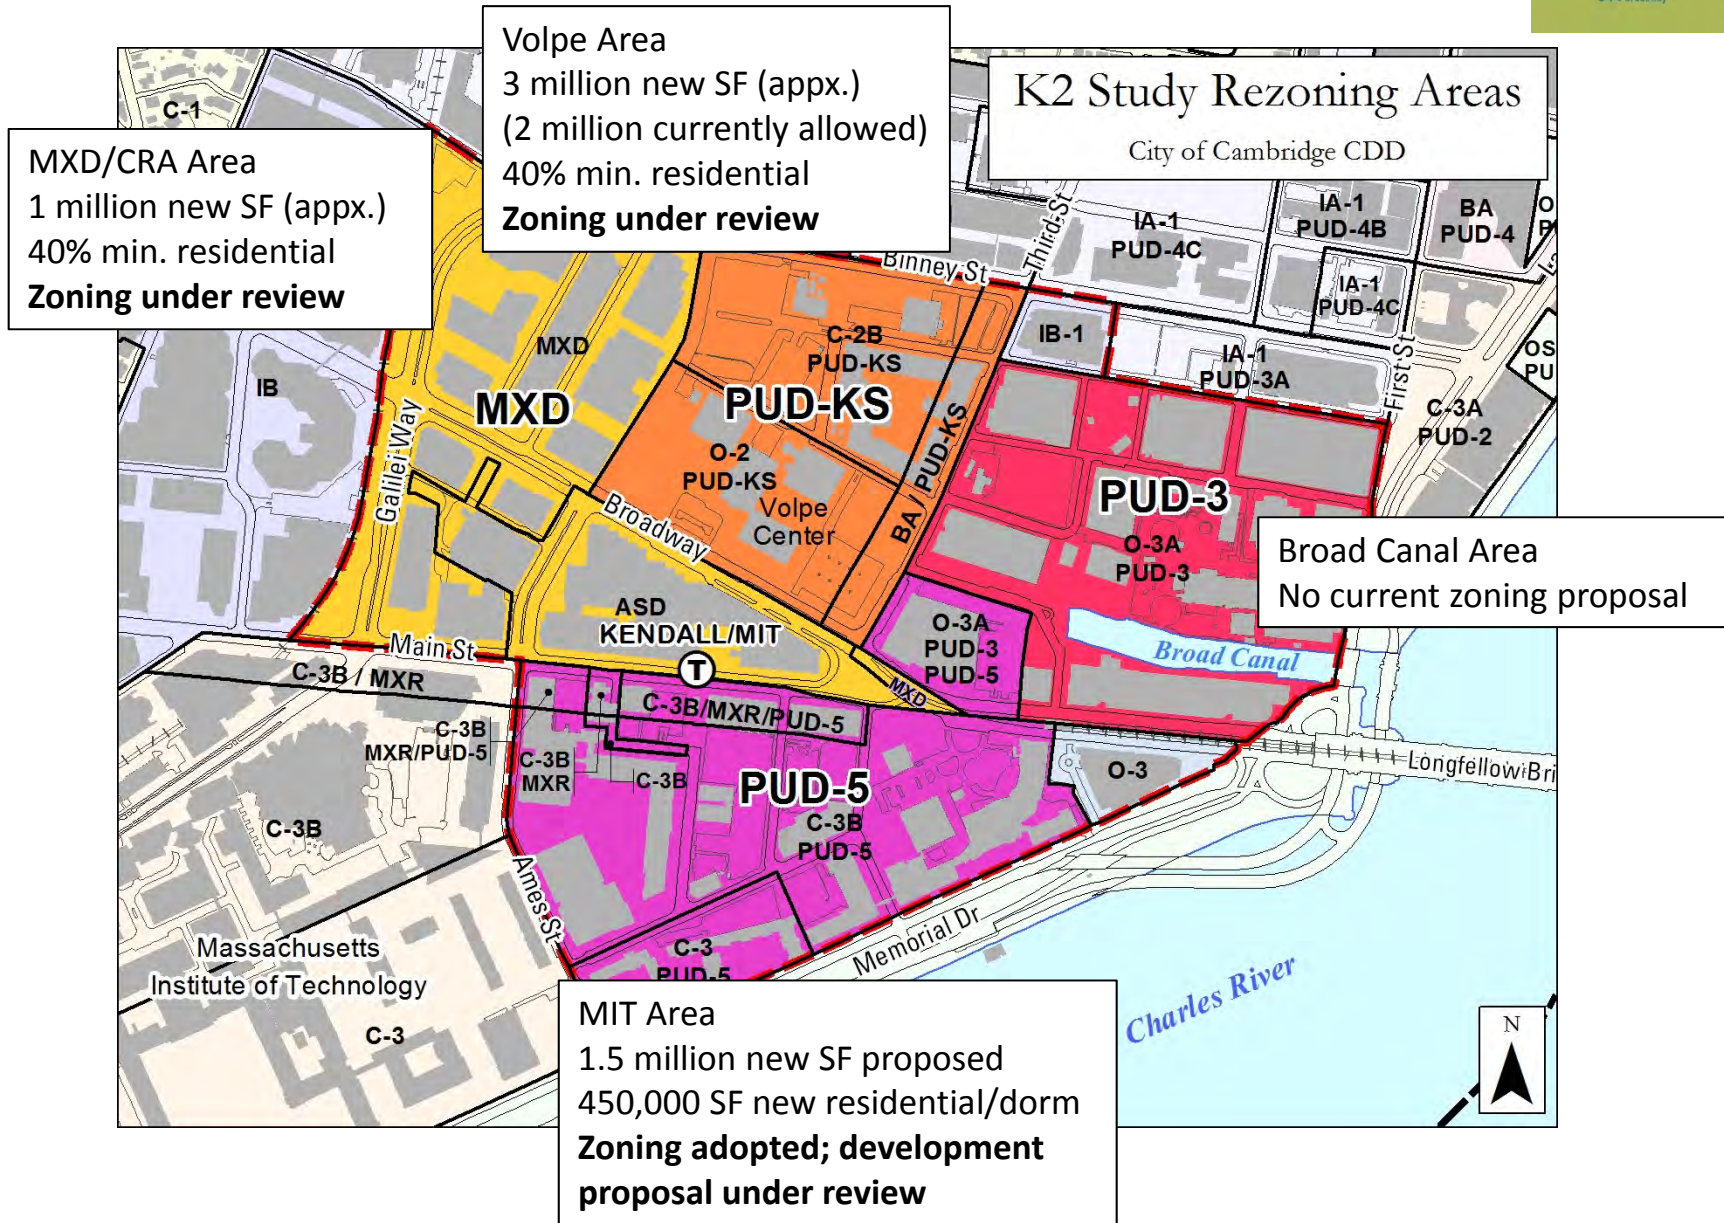 Volpe Area
3 million new SF (appx.)
(2 million currently allowed)
40% min. residential
Zoning under review
K2 Study Rezoning Areas
City of Cambridge CDD
MXD/CRA Area
1 million new SF (appx.)
40% min. residential
Zoning under review
C-1
IA-1
PUD-4C
IA-1
PUD-4B
BA
PUD-4
IA-1
PUD-4C
Third St
Binney St
First St
IB
MXD
MXD
Galilei Way
C-2B
PUD-KS
PUD-KS
O-2
PUD-KS
Volpe
Center
BA / PUD-KS
IB-1
IA-1
PUD-3A
OS
PU
C-3A
PUD-2
PUD-3
O-3A
PUD-3
Broad Canal Area
No current zoning proposal
Broadway
ASD
KENDALL/MIT
T
O-3A
PUD-3
PUD-5
Broad Canal
Main St
C-3B / MXR
MXD
C-3B/MXR/PUD-5
C-3B
MXR/PUD-5
C-3B
MXR
C-3B
PUD-5
O-3
Longfellow Bri
C-3B
C-3B
PUD-5
Ames St
Memorial Dr
C-3
PUD-5
Massachusetts
Institute of Technology
C-3
Charles River
N
MIT Area
1.5 million new SF proposed
450,000 SF new residential/dorm
Zoning adopted; development
proposal under review